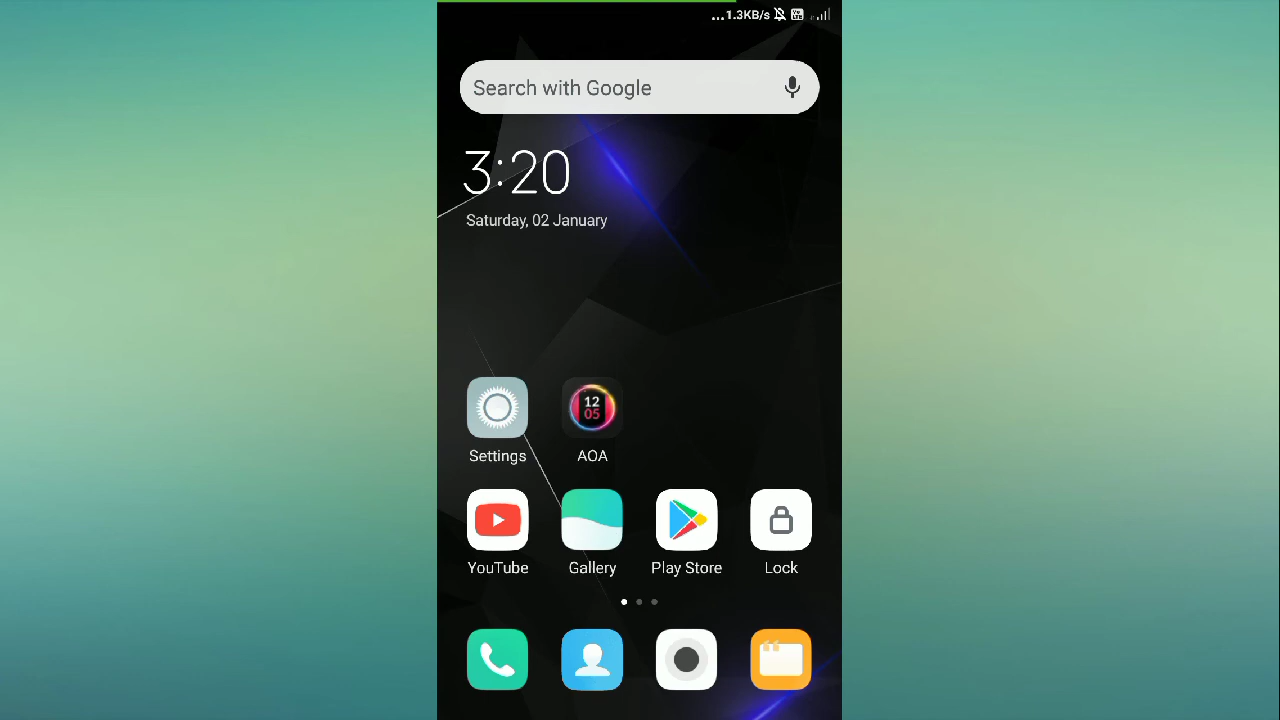 ...1.3KB/s
Search with Google
3:20
Saturday, 02 January
12
05
Settings AOA
YouTube Gallery Play Store Lock